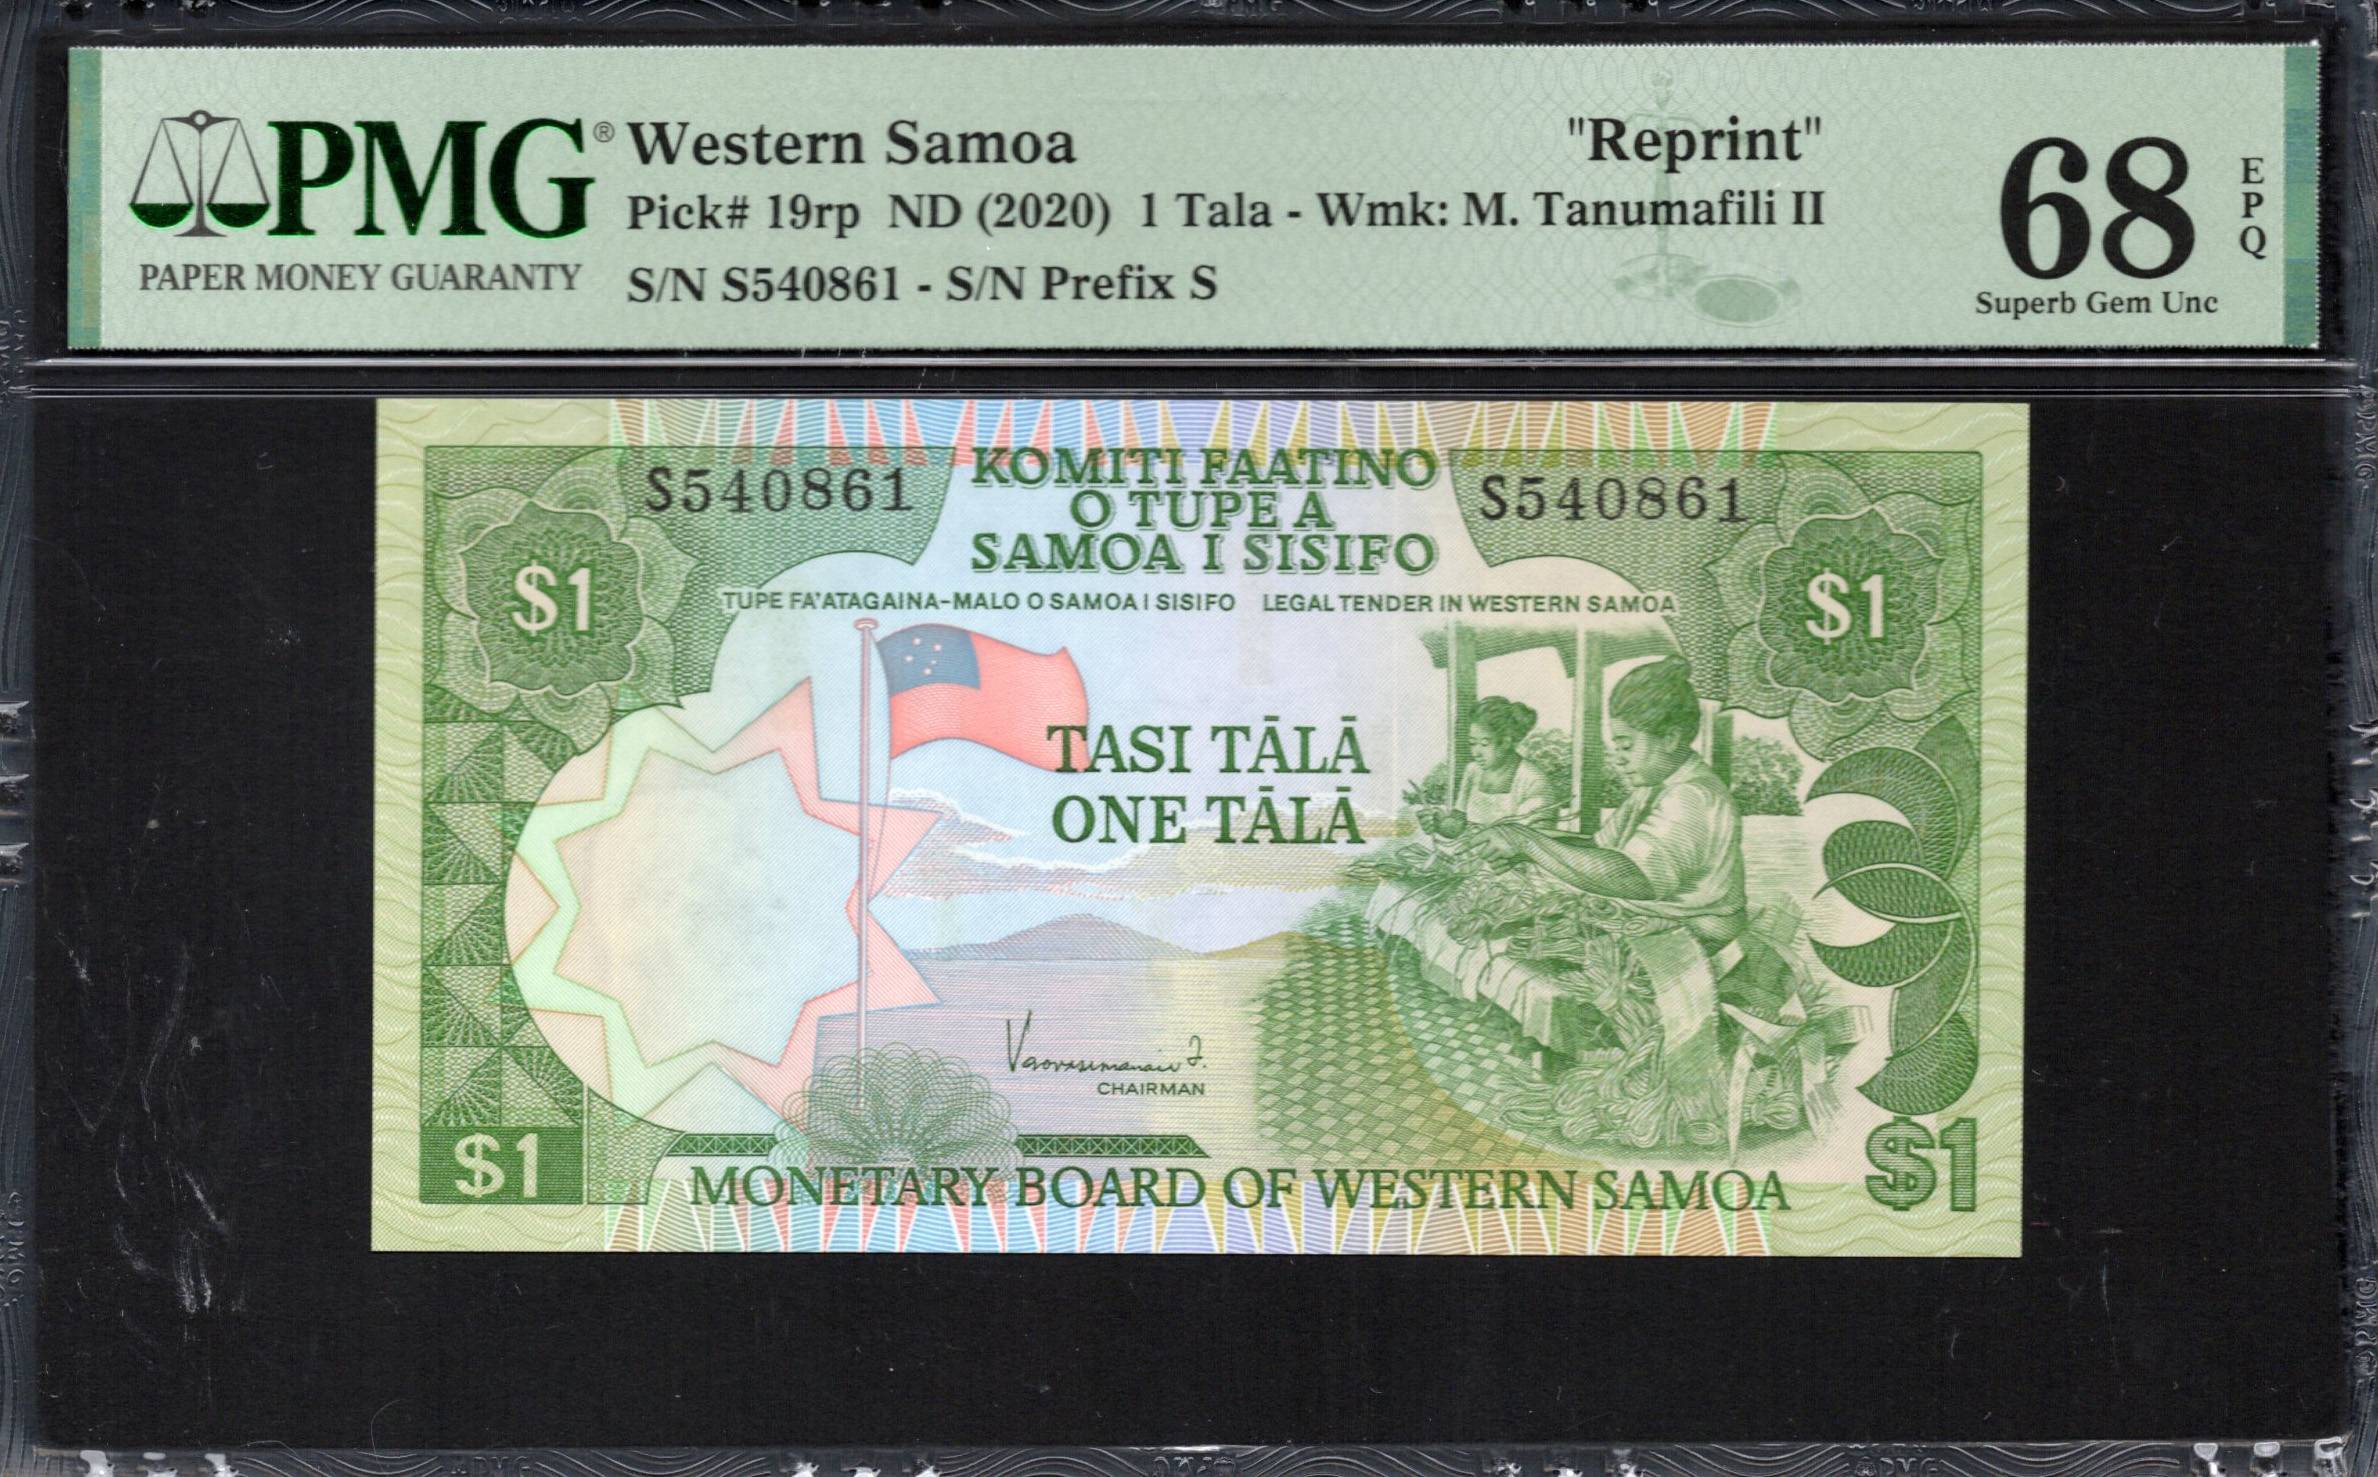 PMG®
PAPER MONEY GUARANTY
Western Samoa "Reprint"
Pick# 19rp ND (2020) 1 Tala - Wmk: M. Tanumafili II
S/N S540861 - S/N Prefix S
68
EPQ
Superb Gem Unc
S540861
S540861
KOMITI FAATINO
O TUPE A
SAMOA I SISIFO
$1
$1
TUPE FA'ATAGAINA-MALO O SAMOA I SISIFO LEGAL TENDER IN WESTERN SAMOA
TASI TĀLĀ
ONE TĀLĀ
CHAIRMAN
$1
$1
MONETARY BOARD OF WESTERN SAMOA